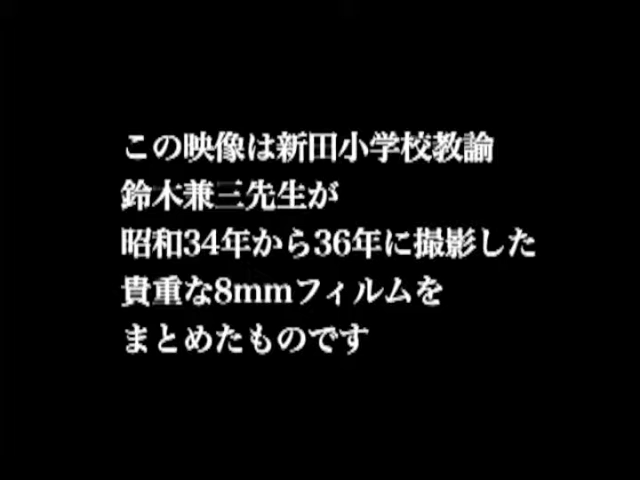 この映像は新田小学校教諭
鈴木兼三先生が
昭和34年から36年に撮影した
貴重な8mmフィルムを
まとめたものです